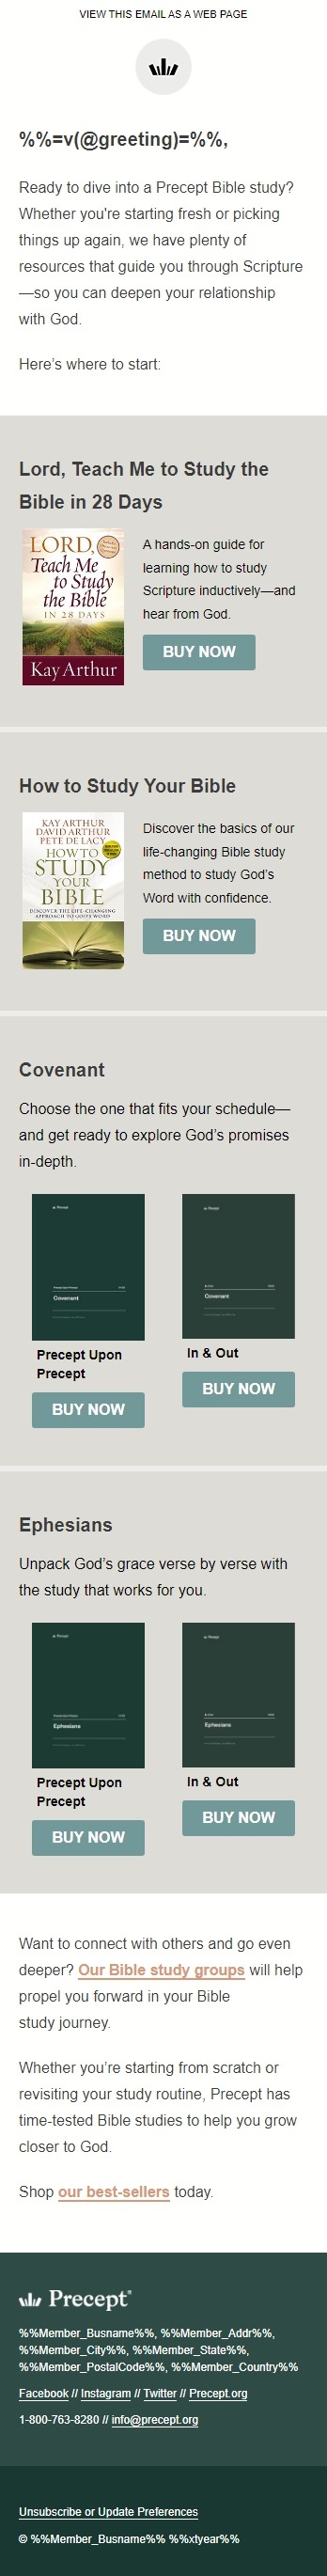 VIEW THIS EMAIL AS A WEB PAGE
%%=v(@greeting)=%%,
Ready to dive into a Precept Bible study?
Whether you're starting fresh or picking
things up again, we have plenty of
resources that guide you through Scripture
—so you can deepen your relationship
with God.
Here’s where to start:
Lord, Teach Me to Study the
Bible in 28 Days
LORD,
Teach Me
to Study
the Bible
IN 28 DAYS
Kay Arthur
A hands-on guide for
learning how to study
Scripture inductively—and
hear from God.
BUY NOW
How to Study Your Bible
KAY ARTHUR
DAVID ARTHUR
PETE DE LACY
HOW TO
STUDY
YOUR
BIBLE
DISCOVER THE LIFE-CHANGING
APPROACH TO GOD'S WORD
Discover the basics of our
life-changing Bible study
method to study God’s
Word with confidence.
BUY NOW
Covenant
Choose the one that fits your schedule—
and get ready to explore God’s promises
in-depth.
Precept
Covenant
Precept
Covenant
Precept Upon
Precept
BUY NOW
In & Out
BUY NOW
Ephesians
Unpack God’s grace verse by verse with
the study that works for you.
Precept
Ephesians
Precept
Ephesians
Precept Upon
Precept
BUY NOW
In & Out
BUY NOW
Want to connect with others and go even
deeper? Our Bible study groups will help
propel you forward in your Bible
study journey.
Whether you’re starting from scratch or
revisiting your study routine, Precept has
time-tested Bible studies to help you grow
closer to God.
Shop our best-sellers today.
Precept®
%%Member_Busname%%, %%Member_Addr%%,
%%Member_City%%, %%Member_State%%,
%%Member_PostalCode%%, %%Member_Country%%
Facebook // Instagram // Twitter // Precept.org
1-800-763-8280 // info@precept.org
Unsubscribe or Update Preferences
© %%Member_Busname%% %%xtyear%%